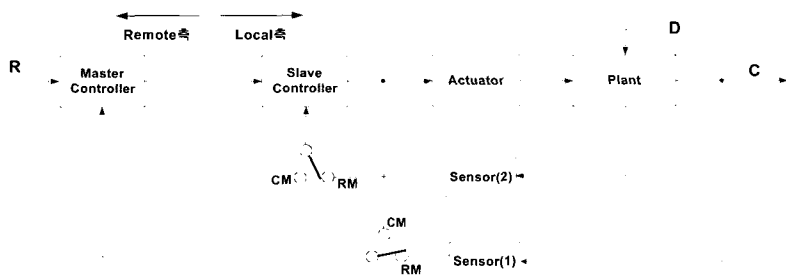 Remote측 Local측
D
R Master Controller Slave Controller Actuator Plant C
CM RM Sensor(2)
CM
RM Sensor(1)